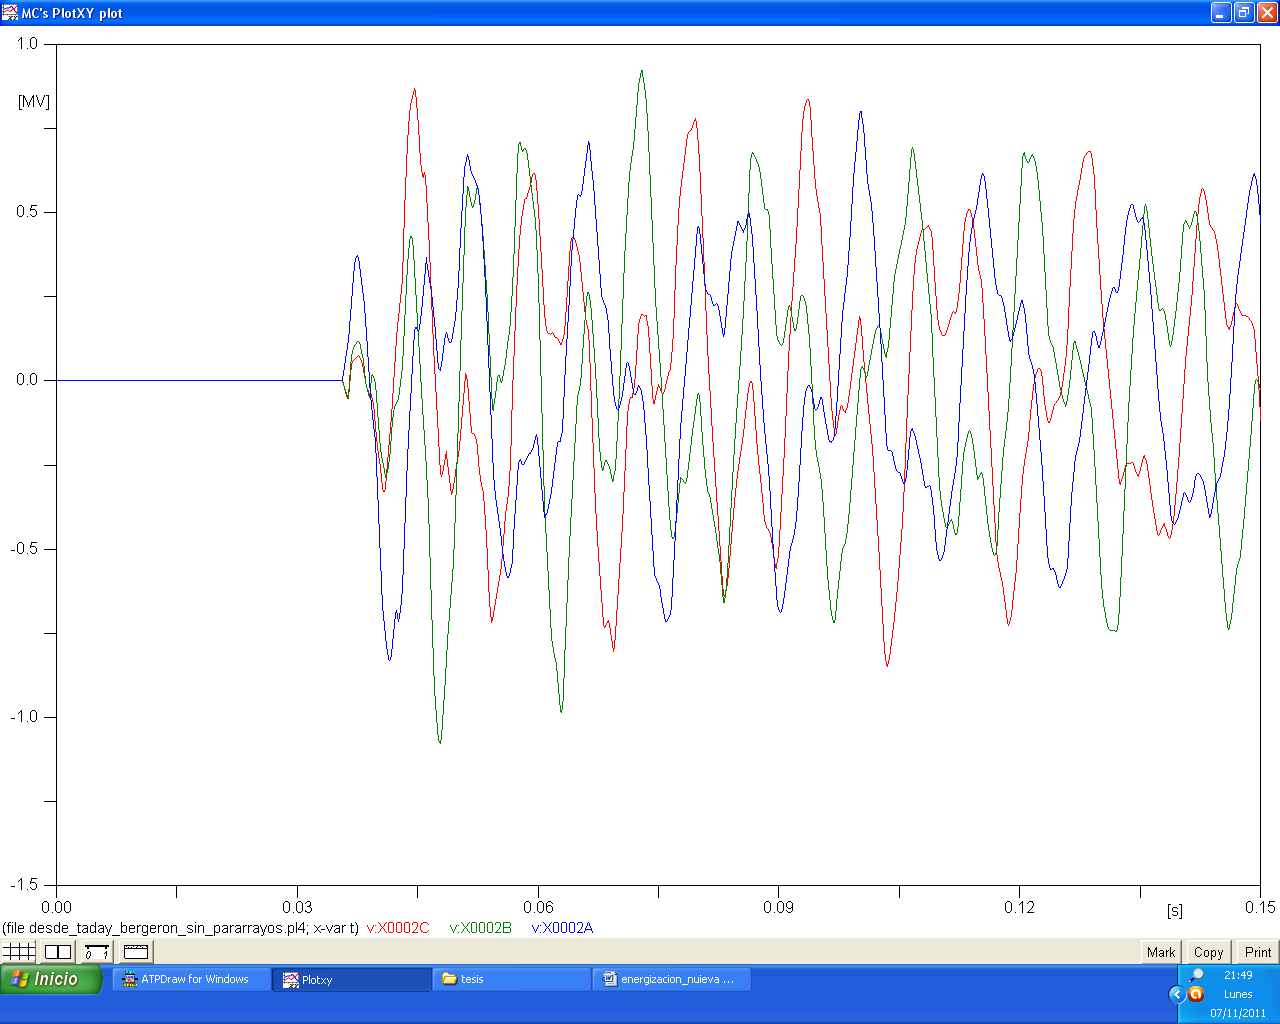 MC's PlotXY plot
1.0
[MV]
0.5
0.0
-0.5
-1.0
-1.5
0.00 0.03 0.06 0.09 0.12 [s] 0.15
(file desde_taday_bergeron_sin_pararrayos.pl4; x-var t) v:X0002C v:X0002B v:X0002A
0 1
Mark Copy Print
Inicio ATPDraw for Windows Plotxy tesis energizacion_nuieva ...
21:49
Lunes
07/11/2011